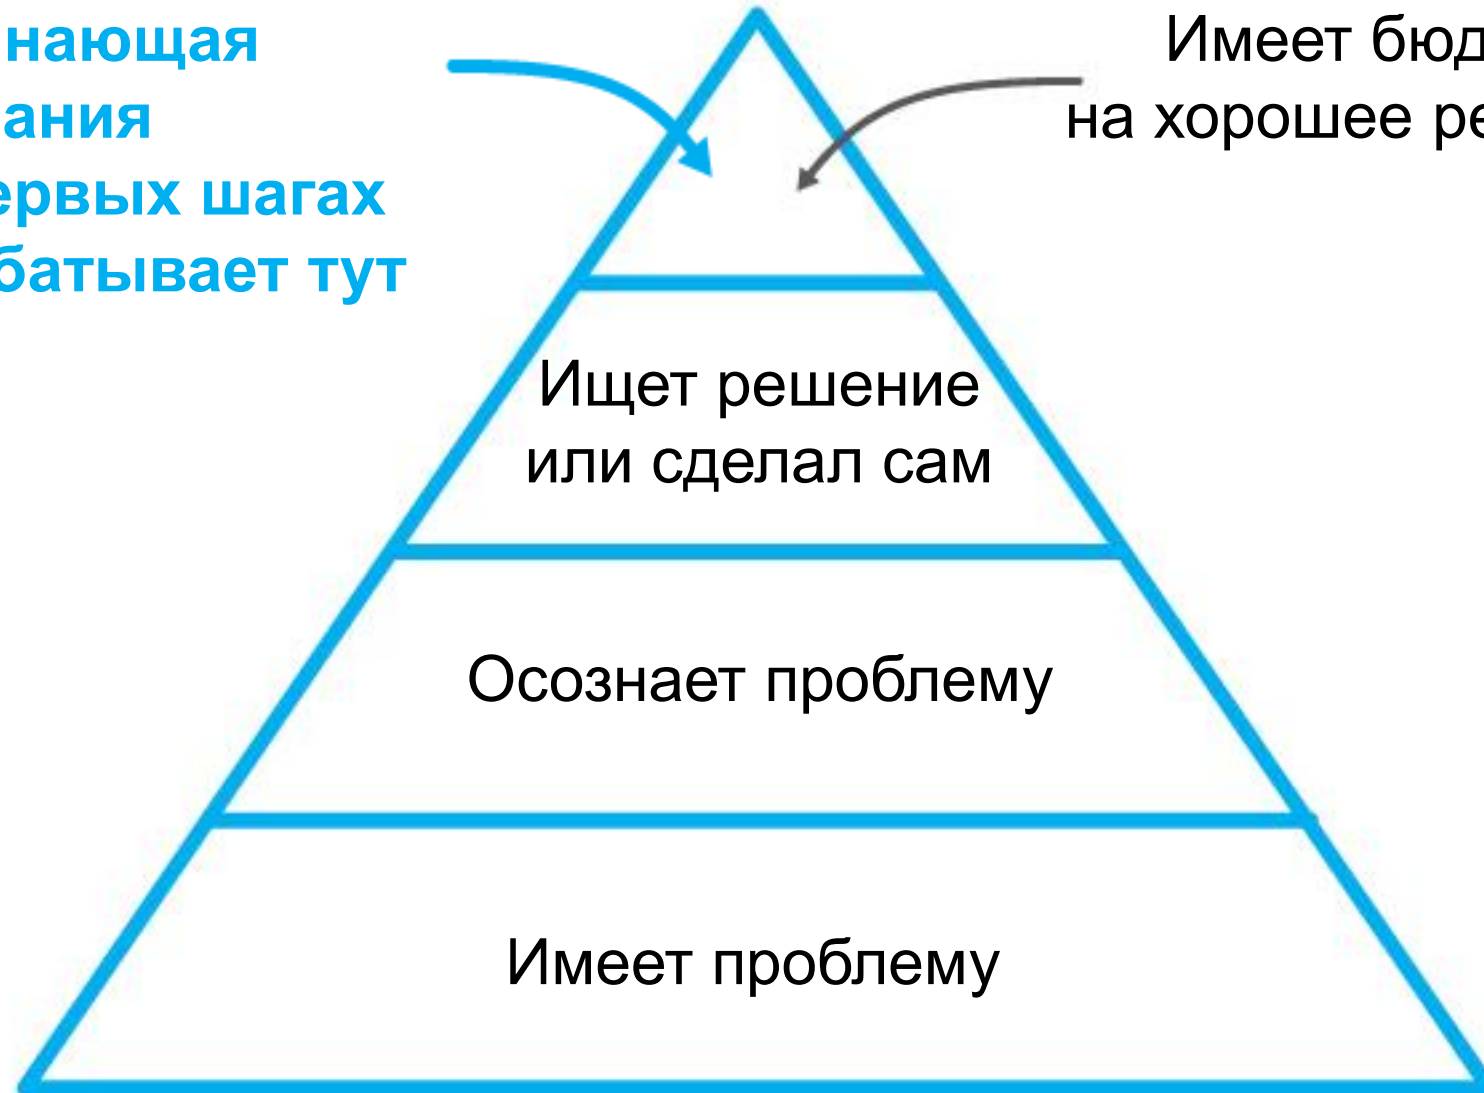 нающая
ания
ервых шагах
батывает тут
Имеет бюд
на хорошее ре
Ищет решение
или сделал сам
Осознает проблему
Имеет проблему